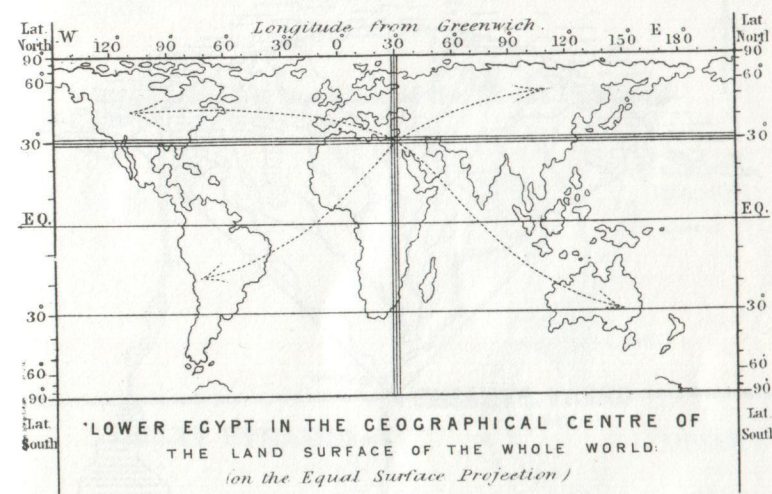 Longitude from Greenwich.
Lat. North W 120° 90° 60° 30° 0° 30° 60° 90° 120° 150° E 180° Lat. North
90° 90°
60° 60°
30° 30°
EQ. EQ.
30 30
60 60
90 90
Lat. South Lat. South
LOWER EGYPT IN THE GEOGRAPHICAL CENTRE OF
THE LAND SURFACE OF THE WHOLE WORLD:
(on the Equal Surface Projection)